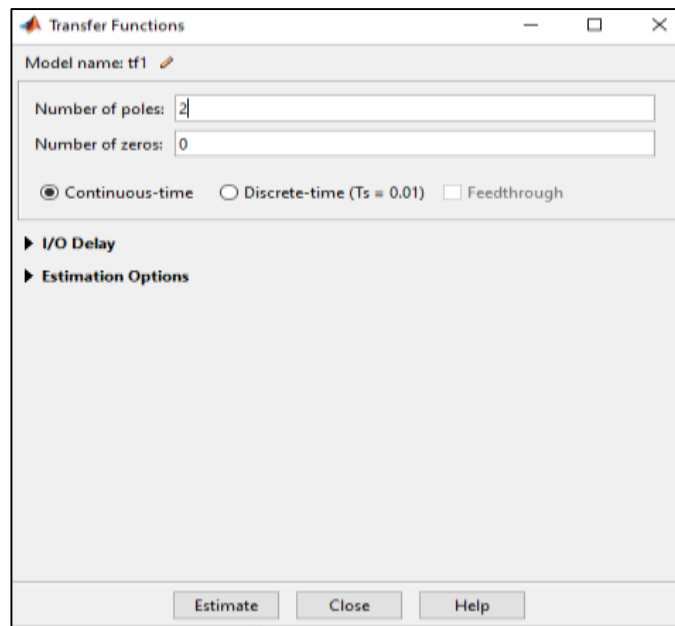 Transfer Functions
Model name: tf1
Number of poles: 2
Number of zeros: 0
Continuous-time Discrete-time (Ts = 0.01) Feedthrough
I/O Delay
Estimation Options
Estimate Close Help